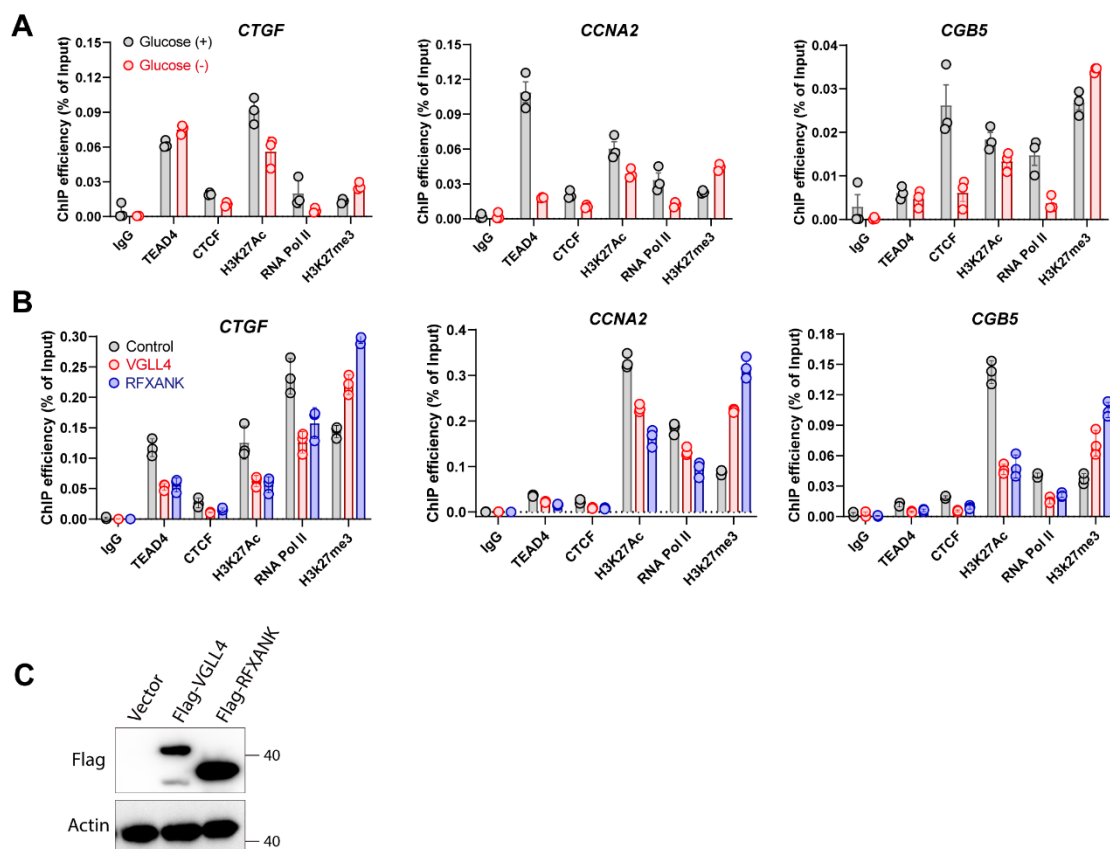 A
CTGF
CCNA2
CGB5
ChIP efficiency (% of Input)
0.15
0.12
0.09
0.06
0.03
0.00
Glucose (+)
Glucose (-)
IgG
TEAD4
CTCF
H3K27Ac
RNA Pol II
H3K27me3
ChIP efficiency (% of Input)
0.15
0.12
0.09
0.06
0.03
0.00
IgG
TEAD4
CTCF
H3K27Ac
RNA Pol II
H3K27me3
ChIP efficiency (% of Input)
0.04
0.03
0.02
0.01
0.00
IgG
TEAD4
CTCF
H3K27Ac
RNA Pol II
H3K27me3
B
CTGF
CCNA2
CGB5
ChIP efficiency (% of Input)
0.30
0.25
0.20
0.15
0.10
0.05
0.00
Control
VGLL4
RFXANK
IgG
TEAD4
CTCF
H3K27Ac
RNA Pol II
H3k27me3
ChIP efficiency (% of Input)
0.4
0.3
0.2
0.1
0.0
IgG
TEAD4
CTCF
H3K27Ac
RNA Pol II
H3k27me3
ChIP efficiency (% of Input)
0.18
0.15
0.12
0.09
0.06
0.03
0.00
IgG
TEAD4
CTCF
H3K27Ac
RNA Pol II
H3k27me3
C
Vector
Flag-VGLL4
Flag-RFXANK
Flag
40
Actin
40